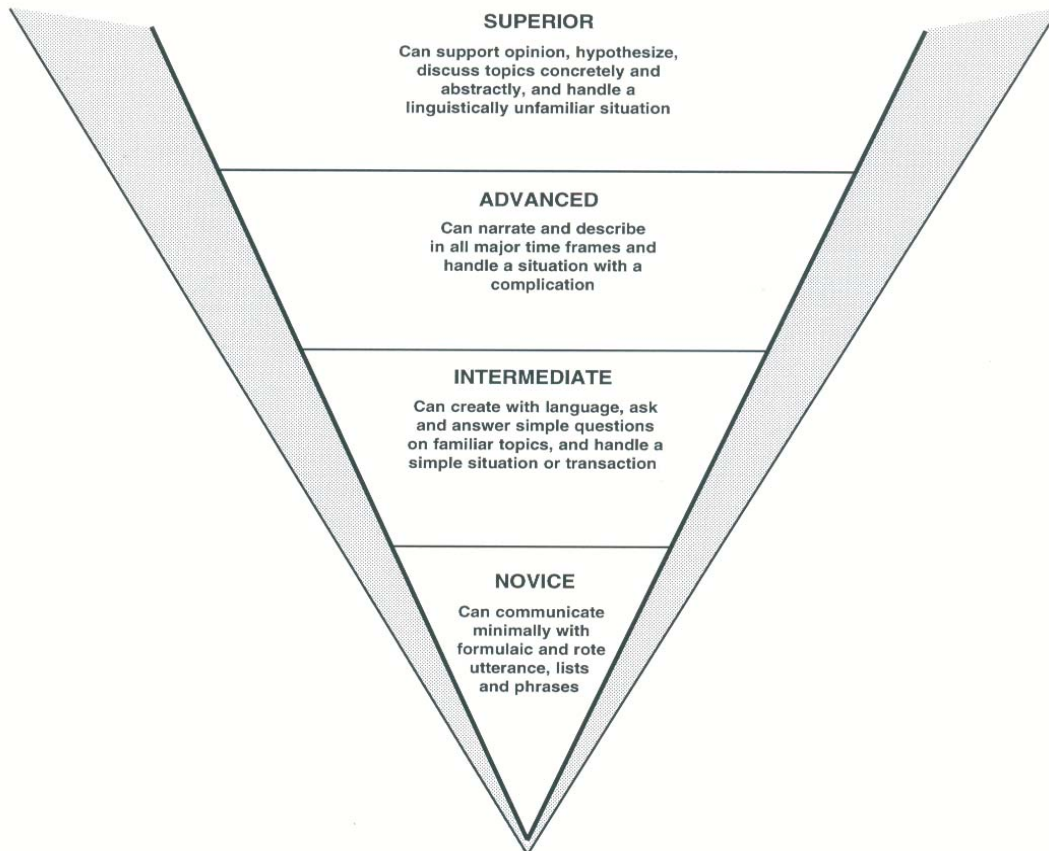 SUPERIOR
Can support opinion, hypothesize,
discuss topics concretely and
abstractly, and handle a
linguistically unfamiliar situation
ADVANCED
Can narrate and describe
in all major time frames and
handle a situation with a
complication
INTERMEDIATE
Can create with language, ask
and answer simple questions
on familiar topics, and handle a
simple situation or transaction
NOVICE
Can communicate
minimally with
formulaic and rote
utterance, lists
and phrases